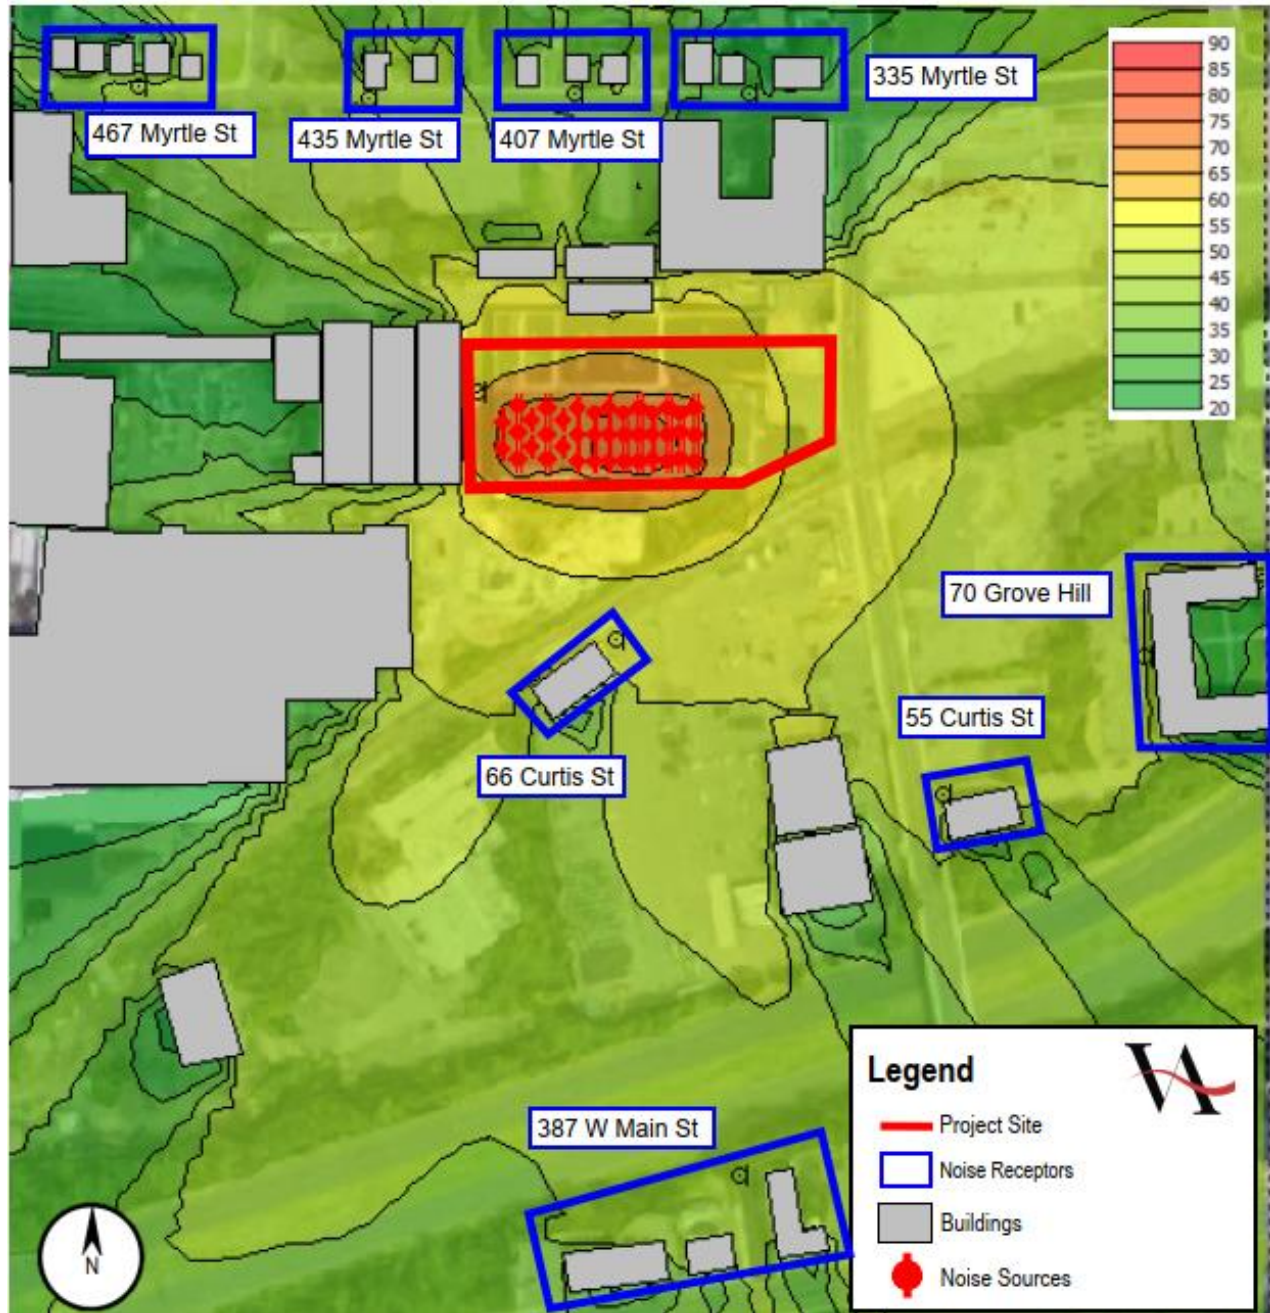 467 Myrtle St
435 Myrtle St
407 Myrtle St
335 Myrtle St
90
85
80
75
70
65
60
55
50
45
40
35
30
25
20
70 Grove Hill
55 Curtis St
66 Curtis St
387 W Main St
Legend
VA
Project Site
Noise Receptors
Buildings
Noise Sources
N